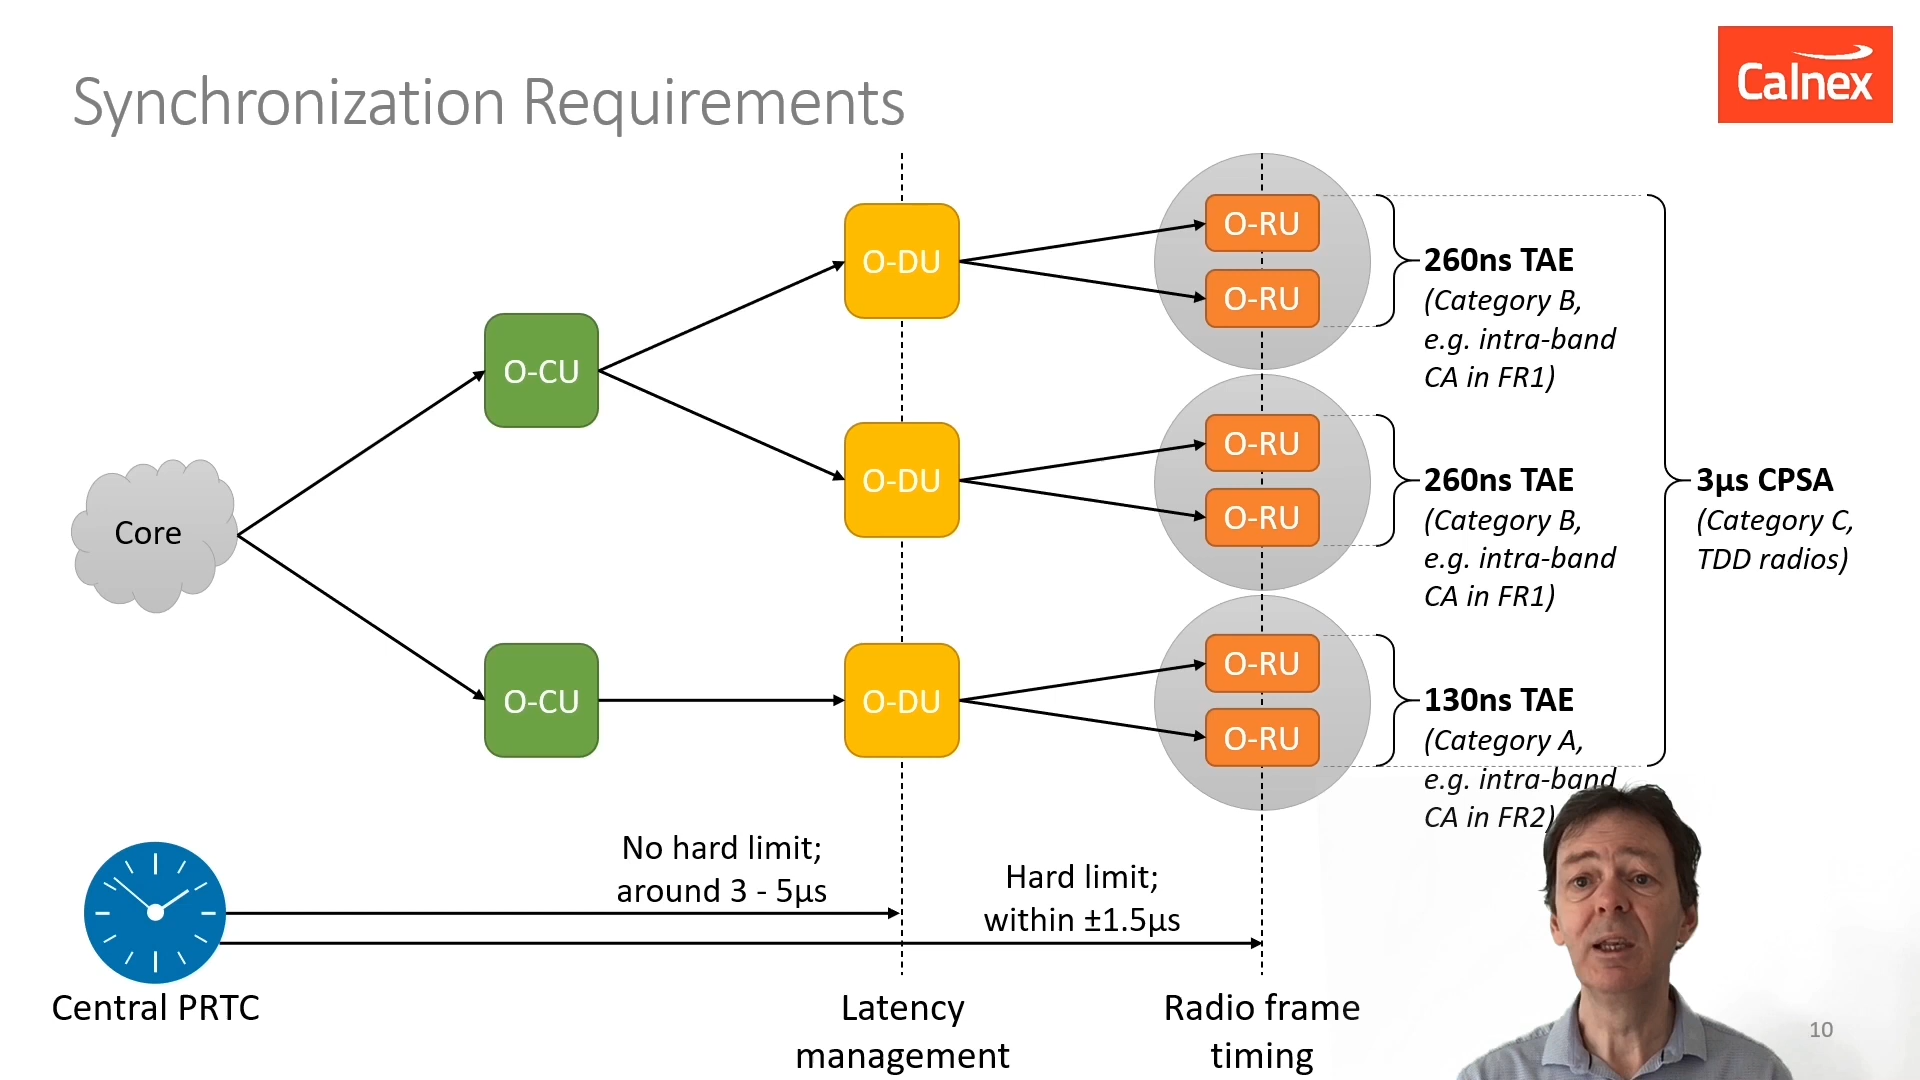 Synchronization Requirements
Calnex
Core
O-CU
O-CU
O-DU
O-DU
O-DU
O-RU
O-RU
O-RU
O-RU
O-RU
O-RU
260ns TAE
(Category B,
e.g. intra-band
CA in FR1)
260ns TAE
(Category B,
e.g. intra-band
CA in FR1)
130ns TAE
(Category A,
e.g. intra-band
CA in FR2)
3µs CPSA
(Category C,
TDD radios)
No hard limit;
around 3 - 5µs
Hard limit;
within ±1.5µs
Central PRTC
Latency
management
Radio frame
timing
10